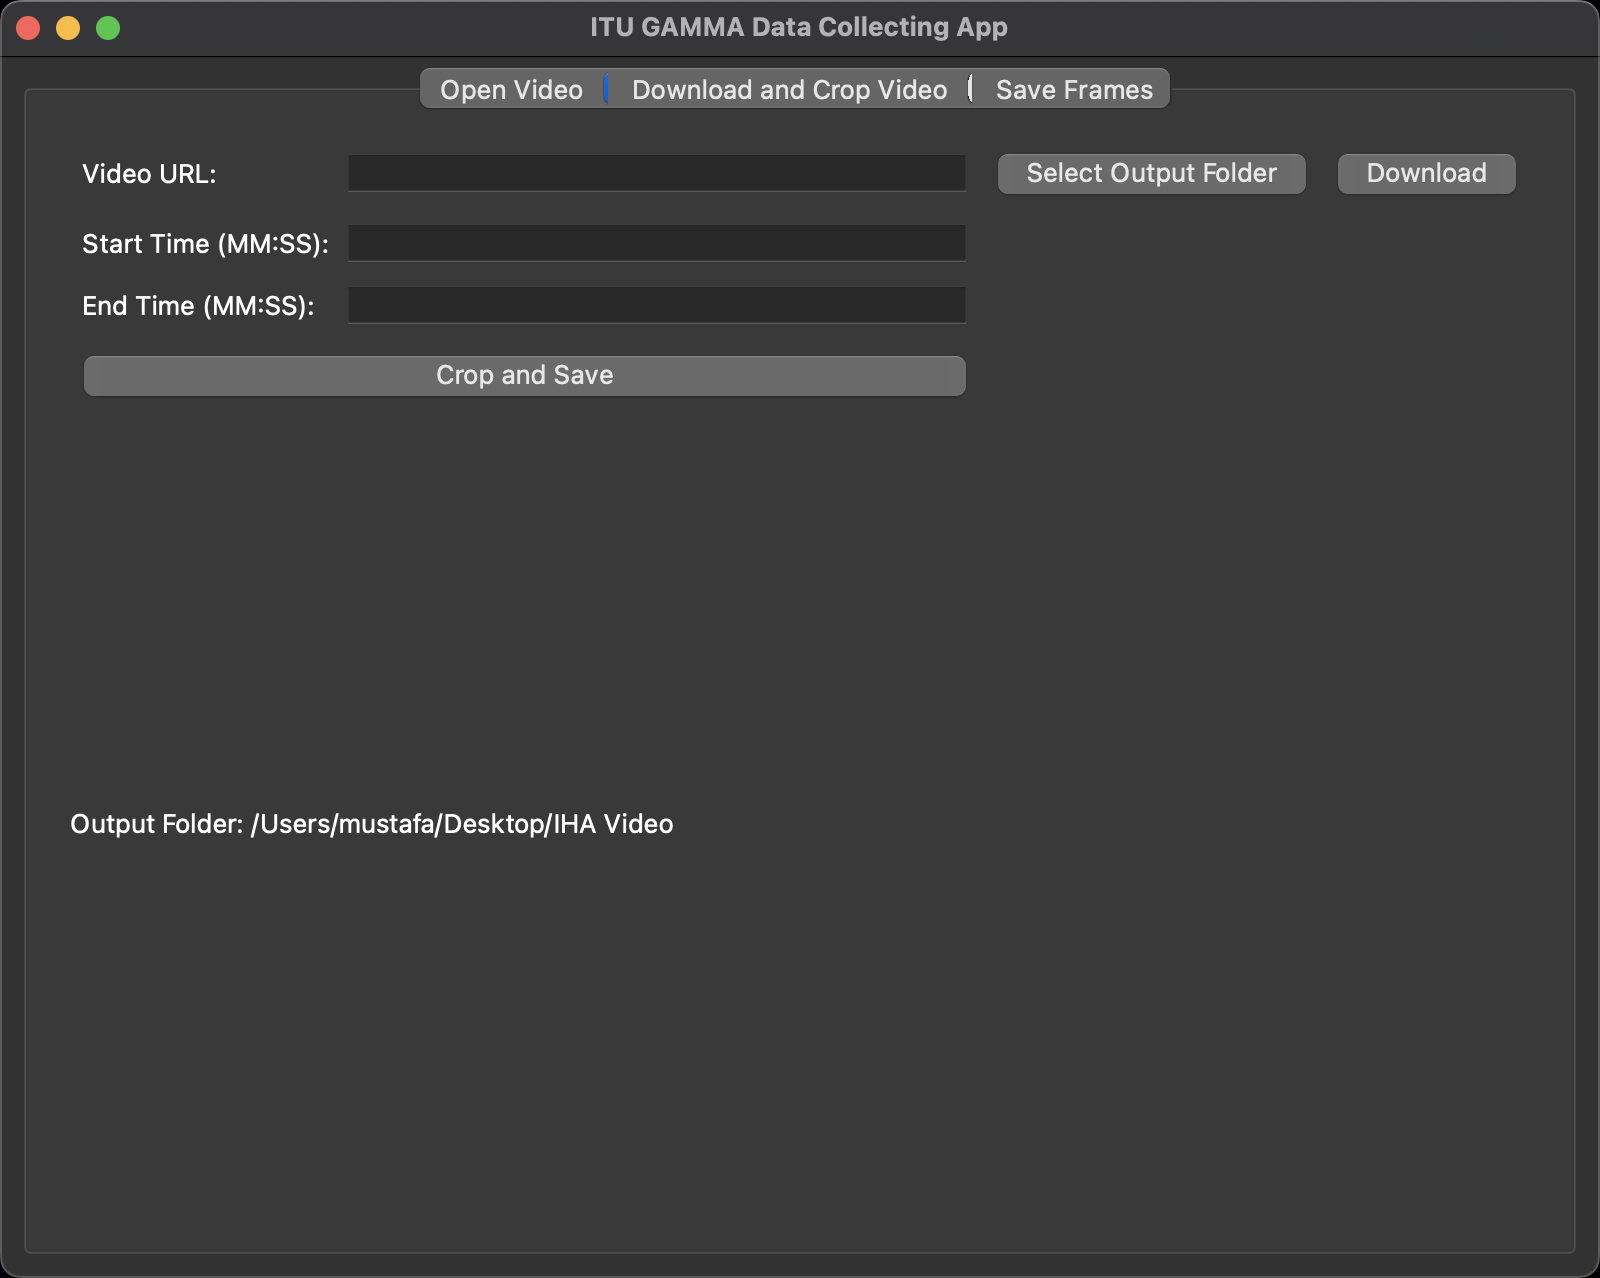 ITU GAMMA Data Collecting App
Open Video Download and Crop Video Save Frames
Video URL: Select Output Folder Download
Start Time (MM:SS):
End Time (MM:SS):
Crop and Save
Output Folder: /Users/mustafa/Desktop/IHA Video